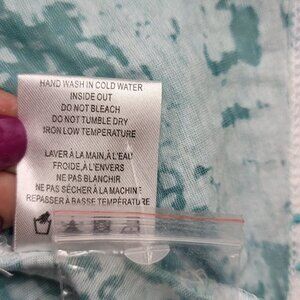 HAND WASH IN COLD WATER
INSIDE OUT
DO NOT BLEACH
DO NOT TUMBLE DRY
IRON LOW TEMPERATURE
LAVER À LA MAIN, À L'EAU
FROIDE, À L'ENVERS
NE PAS BLANCHIR
NE PAS SÉCHER À LA MACHINE
REPASSER À BASSE TEMPÉRATURE